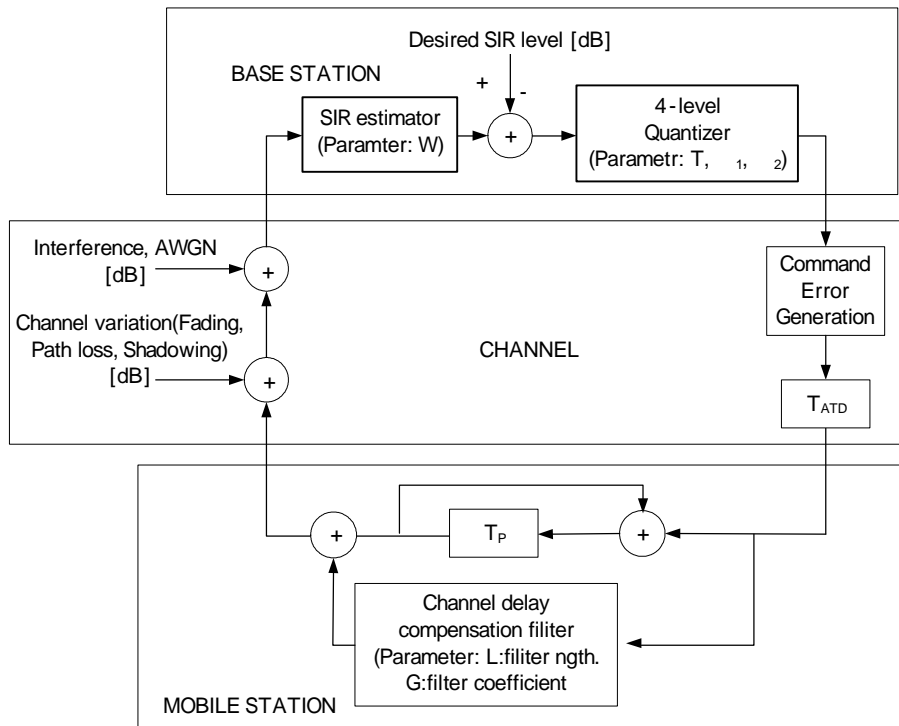 Desired SIR level [dB]
BASE STATION
+
-
SIR estimator
(Paramter: W)
+
4-level
Quantizer
(Parametr: T, 1, 2)
Interference, AWGN
[dB]
+
Command
Error
Generation
Channel variation(Fading,
Path loss, Shadowing)
[dB]
+
CHANNEL
TATD
+
TP
+
Channel delay
compensation filiter
(Parameter: L:filiter ngth.
G:filter coefficient
MOBILE STATION